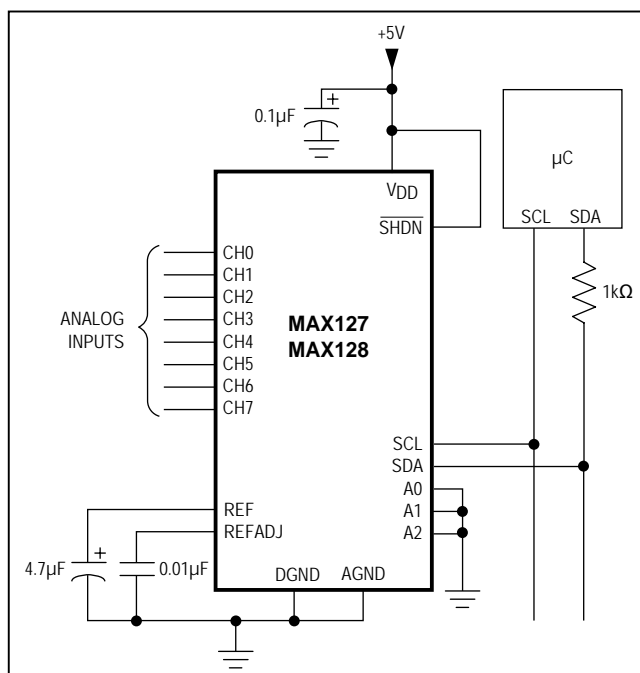 +5V
0.1µF
+
µC
SCL
SDA
1kΩ
VDD
SHDN
ANALOG
INPUTS
CH0
CH1
CH2
CH3
CH4
CH5
CH6
CH7
MAX127
MAX128
SCL
SDA
A0
A1
A2
REF
REFADJ
4.7µF
+
0.01µF
DGND
AGND